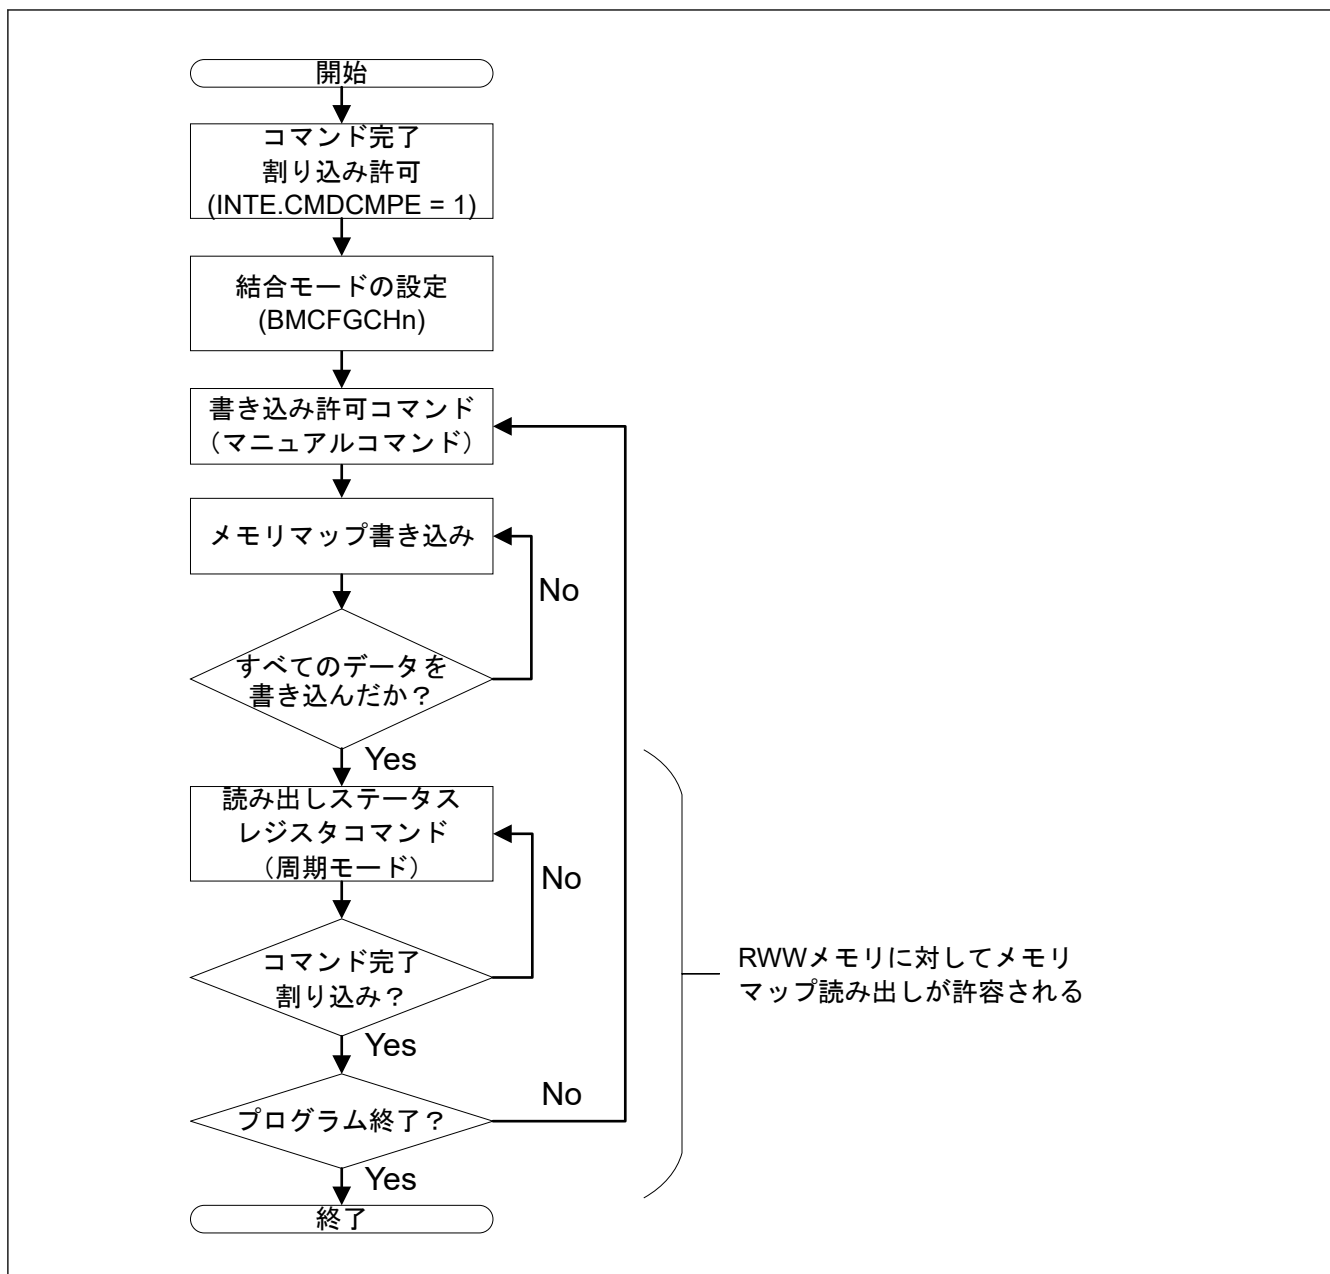 開始
コマンド完了
割り込み許可
(INTE.CMDCMPE = 1)
結合モードの設定
(BMCFGCHn)
書き込み許可コマンド
（マニュアルコマンド）
メモリマップ書き込み
No
すべてのデータを
書き込んだか？
Yes
読み出しステータス
レジスタコマンド
（周期モード）
No
コマンド完了
割り込み？
Yes
RWWメモリに対してメモリ
マップ読み出しが許容される
No
プログラム終了？
Yes
終了